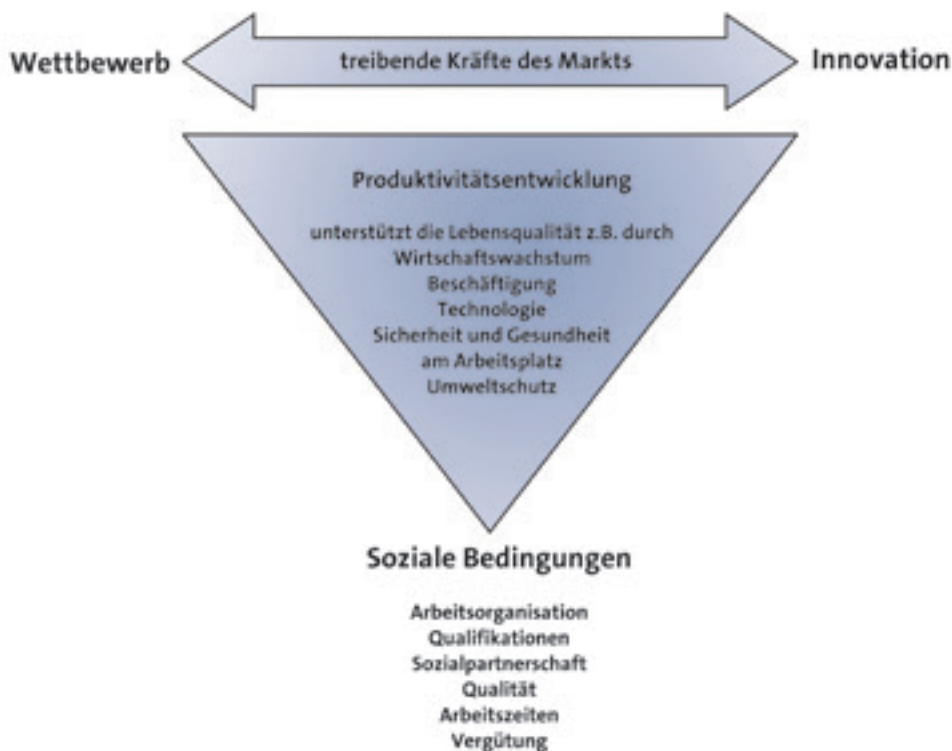 Wettbewerb
treibende Kräfte des Markts
Innovation
Produktivitätsentwicklung
unterstützt die Lebensqualität z.B. durch
Wirtschaftswachstum
Beschäftigung
Technologie
Sicherheit und Gesundheit
am Arbeitsplatz
Umweltschutz
Soziale Bedingungen
Arbeitsorganisation
Qualifikationen
Sozialpartnerschaft
Qualität
Arbeitszeiten
Vergütung